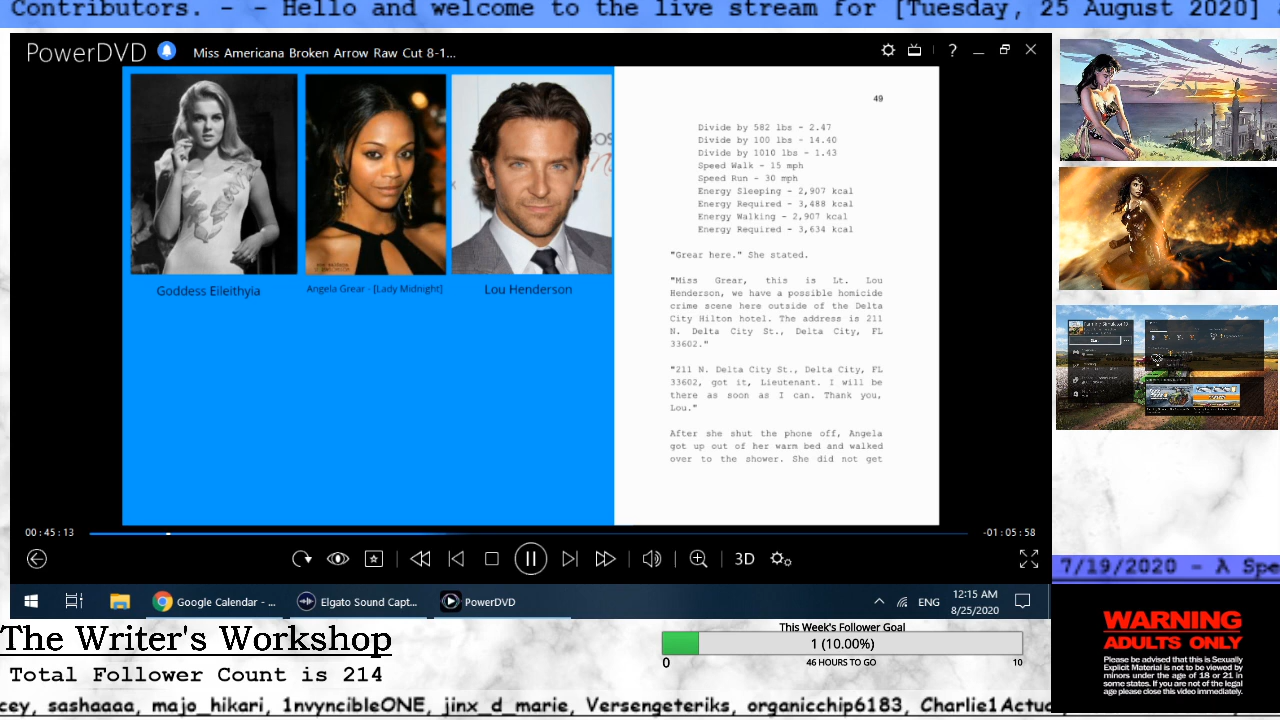 Contributors. - - Hello and welcome to the live stream for [Tuesday, 25 August 2020]
PowerDVD
Miss Americana Broken Arrow Raw Cut 8-1...
Goddess Eileithyia
Angela Grear - [Lady Midnight]
Lou Henderson
49
Divide by 582 lbs - 2.47
Divide by 100 lbs - 14.40
Divide by 1010 lbs - 1.43
Speed Walk - 15 mph
Speed Run - 30 mph
Energy Sleeping - 2,907 kcal
Energy Required - 3,488 kcal
Energy Walking - 2,907 kcal
Energy Required - 3,634 kcal
"Grear here." She stated.
"Miss Grear, this is Lt. Lou
Henderson, we have a possible homicide
crime scene here outside of the Delta
City Hilton hotel. The address is 211
N. Delta City St., Delta City, FL
33602."
"211 N. Delta City St., Delta City, FL
33602, got it, Lieutenant. I will be
there as soon as I can. Thank you,
Lou."
After she shut the phone off, Angela
got up out of her warm bed and walked
over to the shower. She did not get
00:45:13
-01:05:58
3D
Google Calendar - ...
Elgato Sound Capt...
PowerDVD
ENG
12:15 AM
8/25/2020
7/19/2020 - A Spe
WARNING
ADULTS ONLY
Please be advised that this is Sexually
Explicit Material is not to be viewed by
minors under the age of 18 or 21 in
some states. If you are not of the legal
age please close this video immediately.
The Writer's Workshop
Total Follower Count is 214
This Week's Follower Goal
1 (10.00%)
0
46 HOURS TO GO
10
cey, sashaaaa, majo_hikari, 1nvyncibleONE, jinx_d_marie, Versengeteriks, organicchip6183, Charlie1Actu